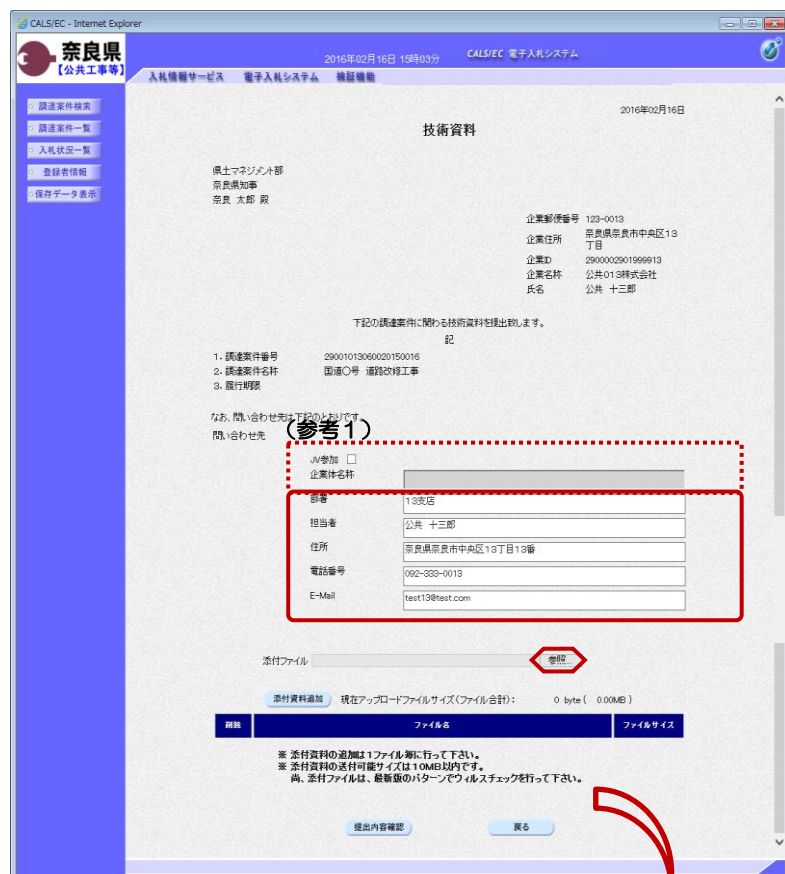 CALS/EC - Internet Explorer
奈良県
【公共工事等】
2016年02月16日 15時03分
CALS/EC 電子入札システム
入札情報サービス 電子入札システム 検証機能
調達案件検索
調達案件一覧
入札状況一覧
登録者情報
保存データ表示
2016年02月16日
技術資料
県土マネジメント部
奈良県知事
奈良 太郎 殿
企業郵便番号 123-0013
企業住所 奈良県奈良市中央区13
丁目
企業ID 2900002901999913
企業名称 公共013株式会社
氏名 公共 十三郎
下記の調達案件に関わる技術資料を提出致します。
記
1. 調達案件番号 29001013060020150016
2. 調達案件名称 国道〇号 道路改修工事
3. 履行期限
なお、問い合わせ先は下記のとおりです。
問い合わせ先
（参考１）
JV参加
企業体名称
部署 13支店
担当者 公共 十三郎
住所 奈良県奈良市中央区13丁目13番
電話番号 092-333-0013
E-Mail test13@test.com
添付ファイル 参照...
添付資料追加 現在アップロードファイルサイズ(ファイル合計): 0 byte ( 0.00MB )
削除 ファイル名 ファイルサイズ
※ 添付資料の追加は1ファイル毎に行って下さい。
※ 添付資料の送付可能サイズは10MB以内です。
尚、添付ファイルは、最新版のパターンでウィルスチェックを行って下さい。
提出内容確認 戻る